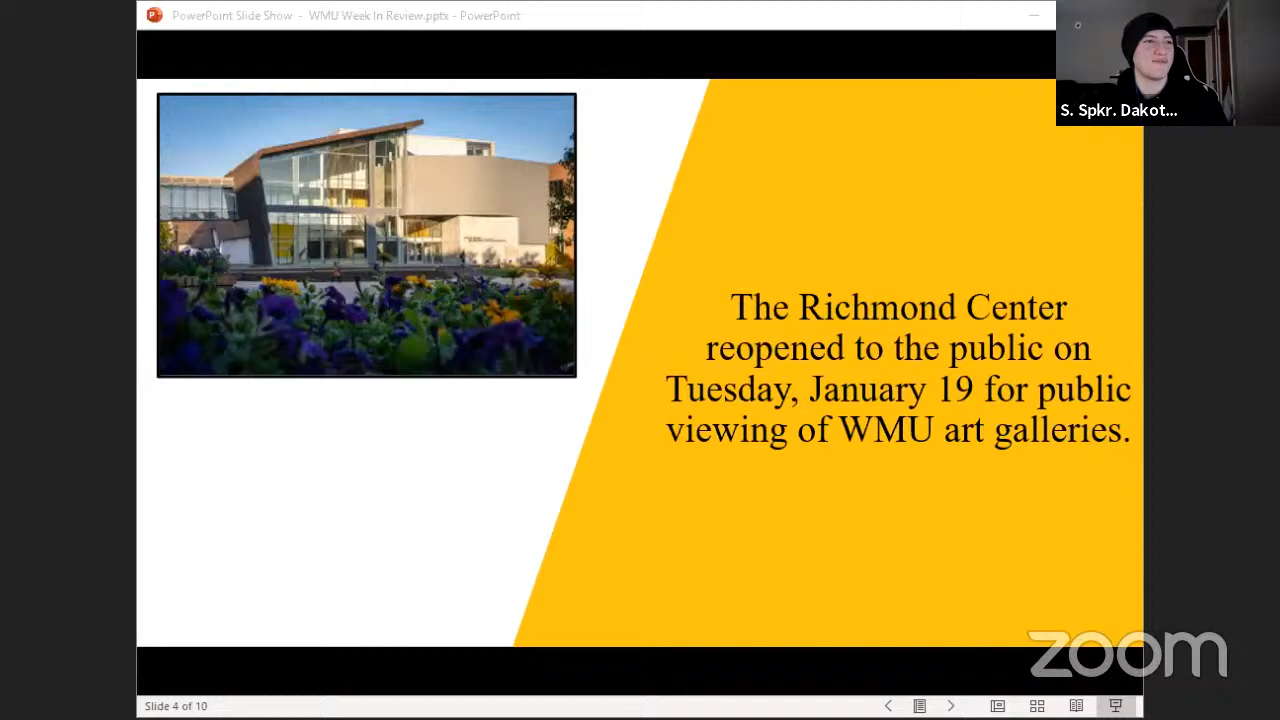 PowerPoint Slide Show - WMU Week In Review.pptx - PowerPoint
S. Spkr. Dakot...
The Richmond Center
reopened to the public on
Tuesday, January 19 for public
viewing of WMU art galleries.
zoom
Slide 4 of 10